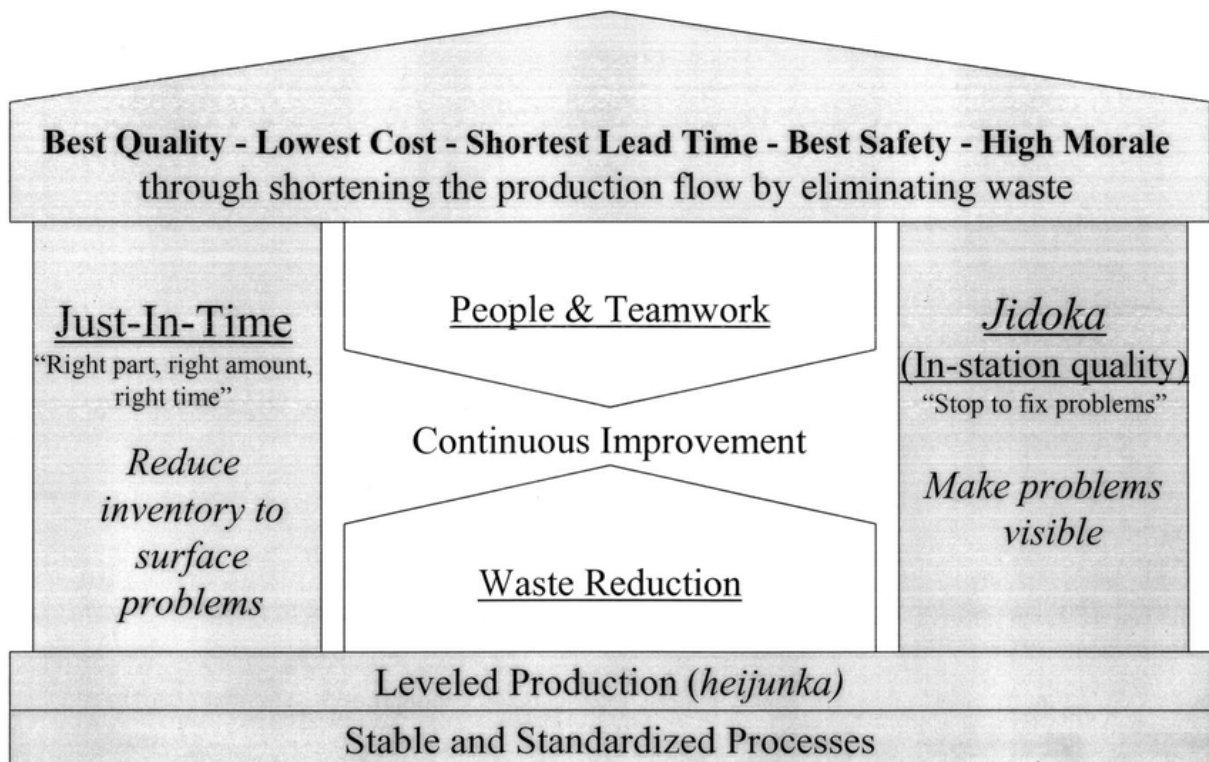 Best Quality - Lowest Cost - Shortest Lead Time - Best Safety - High Morale
through shortening the production flow by eliminating waste
Just-In-Time
“Right part, right amount,
right time”
Reduce
inventory to
surface
problems
People & Teamwork
Continuous Improvement
Waste Reduction
Jidoka
(In-station quality)
“Stop to fix problems”
Make problems
visible
Leveled Production (heijunka)
Stable and Standardized Processes